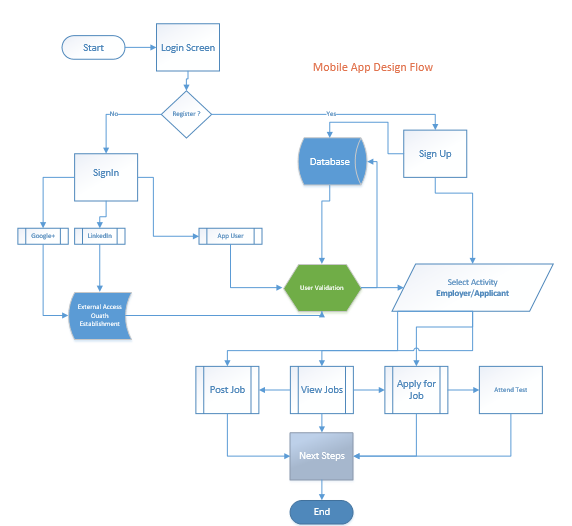 Start
Login Screen
Mobile App Design Flow
Register ?
No
Yes
Database
Sign Up
SignIn
Google+
LinkedIn
App User
User Validation
Select Activity
Employer/Applicant
External Access
Ouath
Establishment
Post Job
View Jobs
Apply for
Job
Attend Test
Next Steps
End